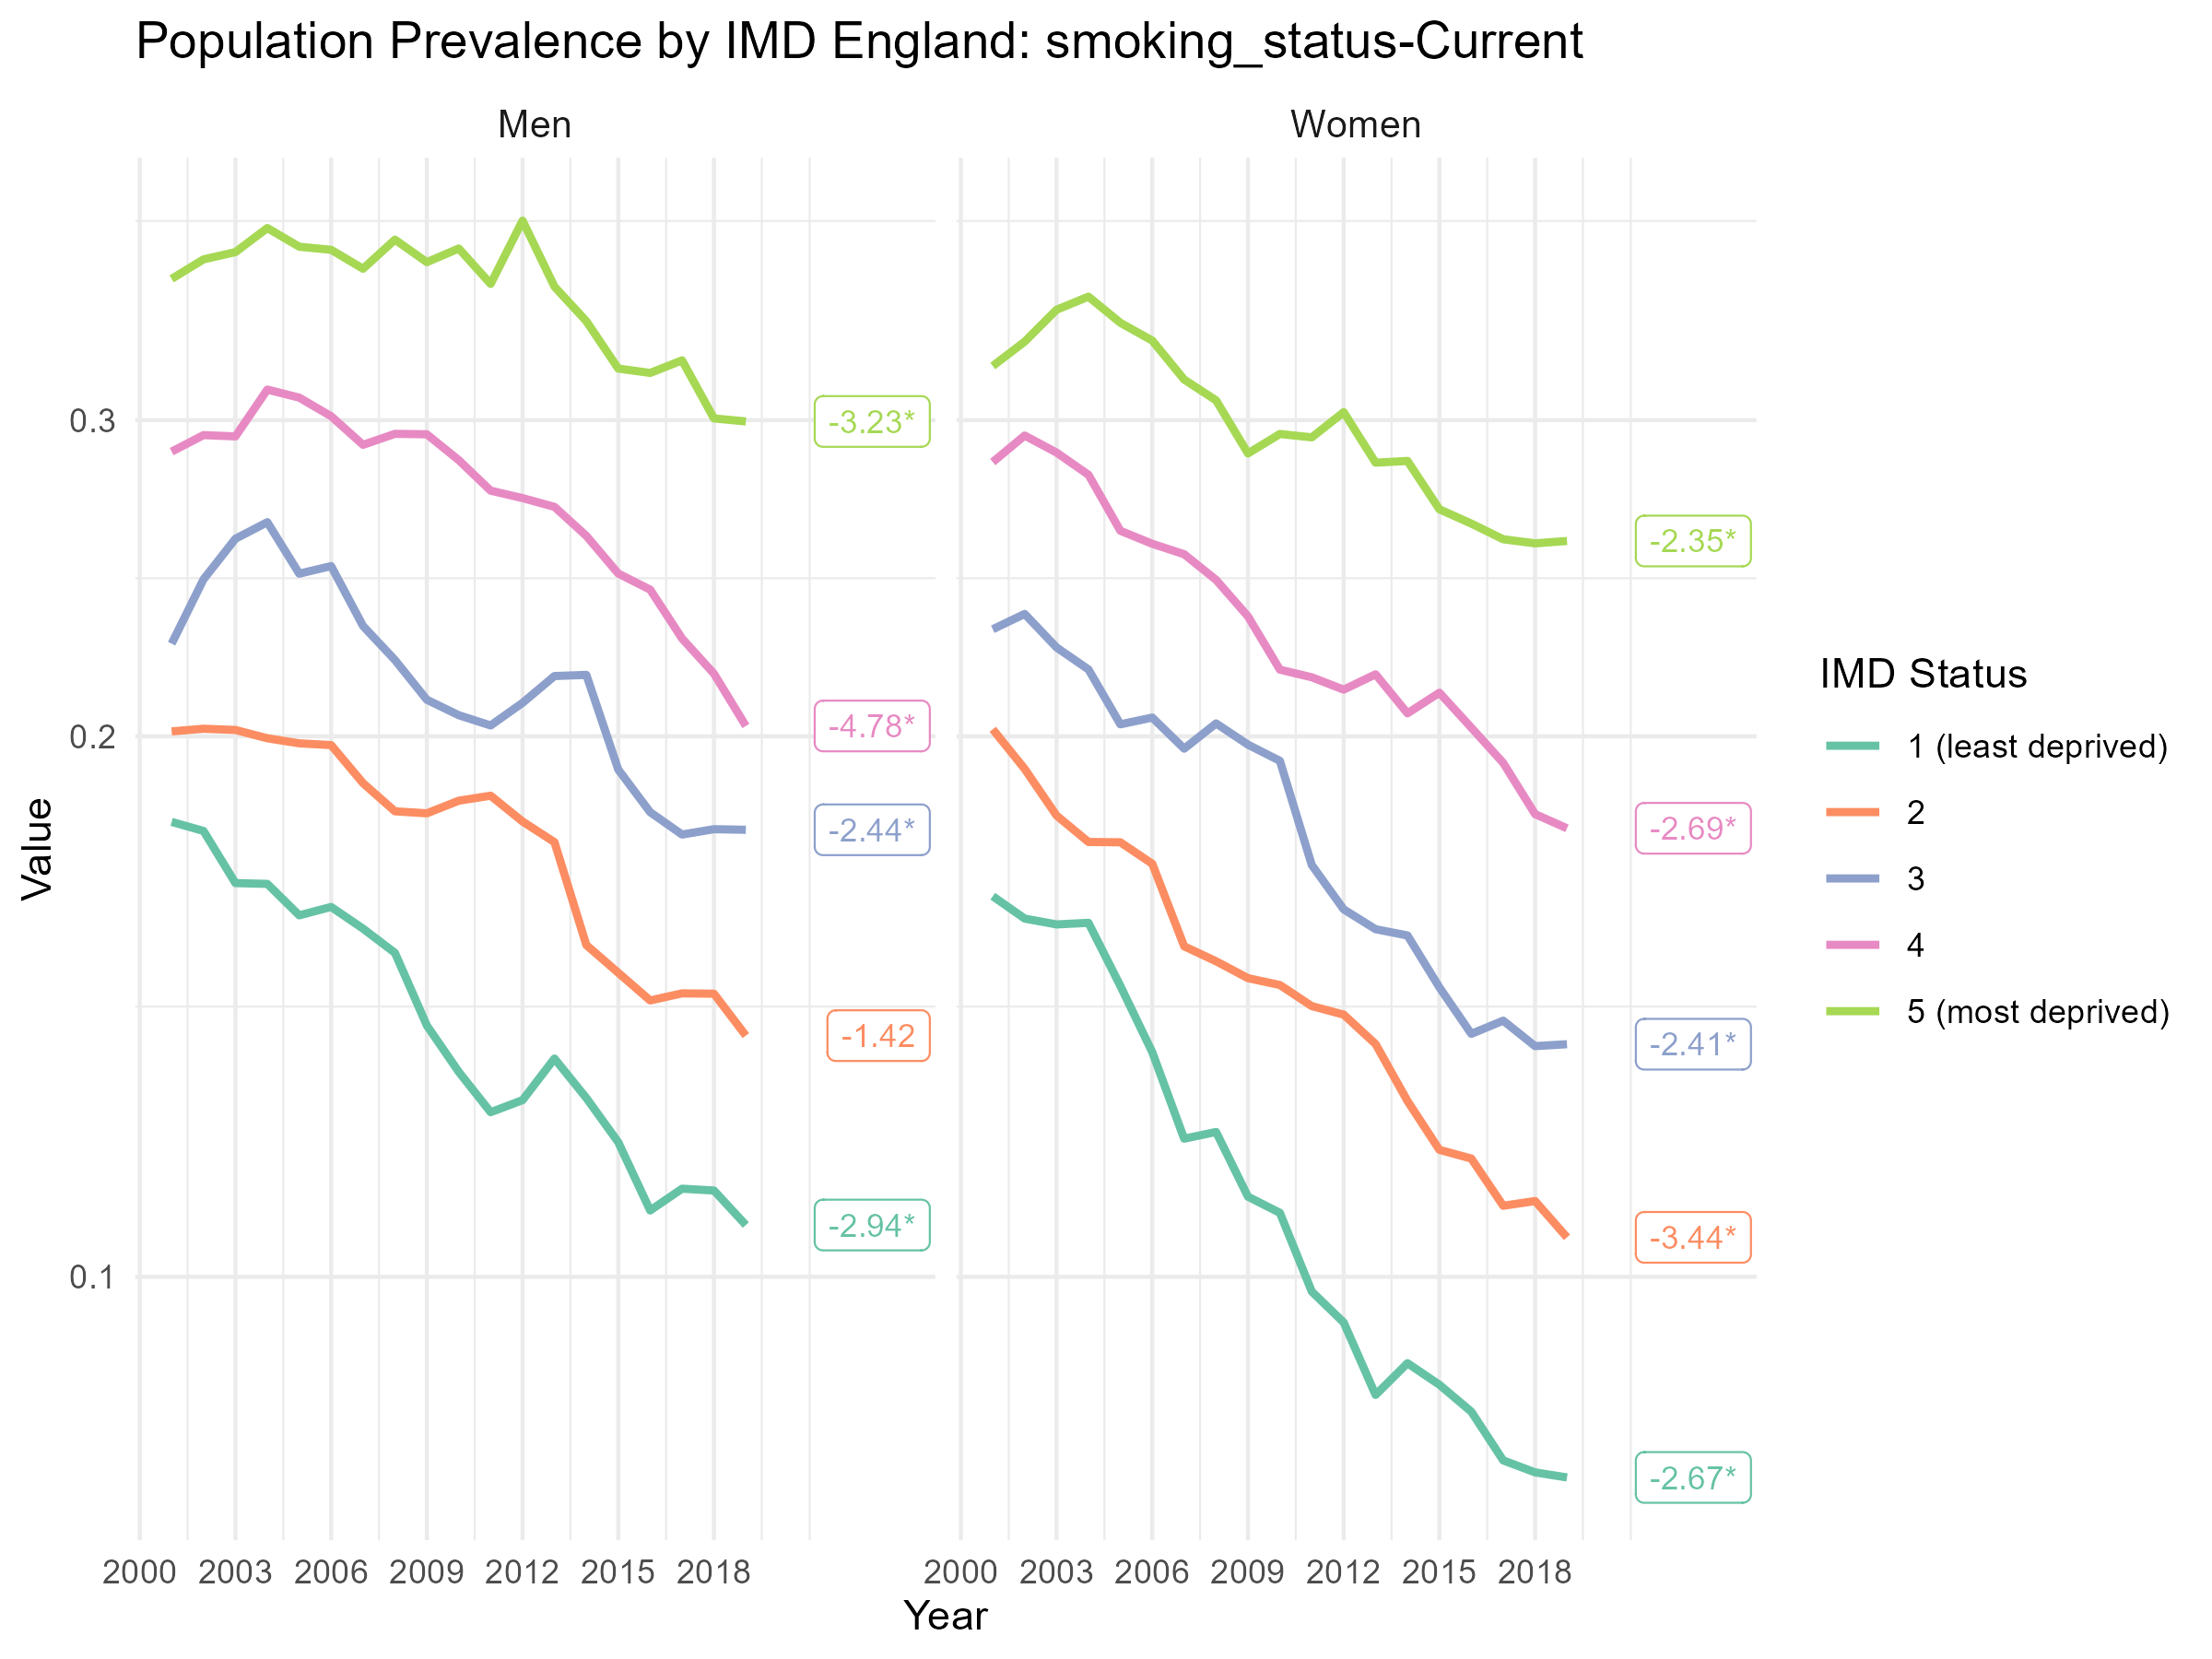 Population Prevalence by IMD England: smoking_status-Current
Men
Women
Value
0.3
0.2
0.1
-3.23*
-4.78*
-2.44*
-1.42
-2.94*
-2.35*
-2.69*
-2.41*
-3.44*
-2.67*
2000 2003 2006 2009 2012 2015 2018
2000 2003 2006 2009 2012 2015 2018
Year
IMD Status
1 (least deprived)
2
3
4
5 (most deprived)